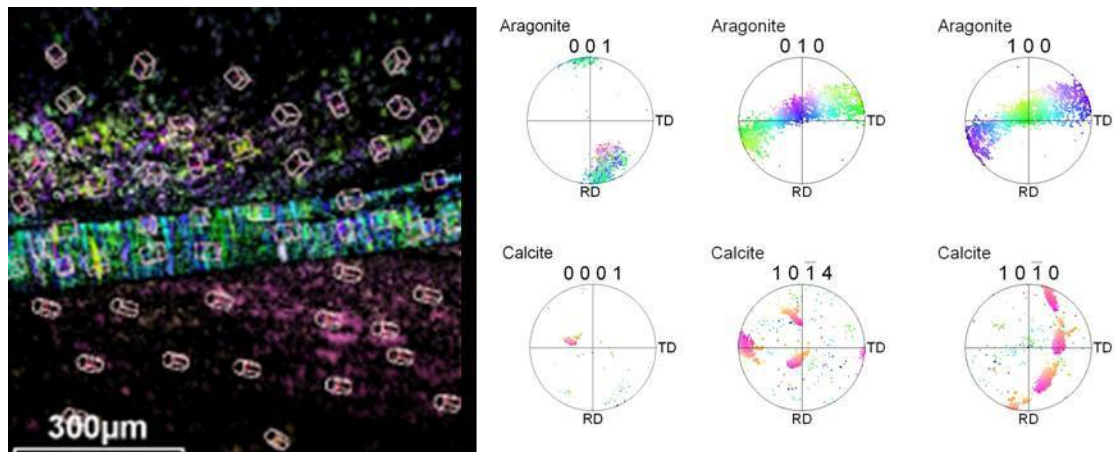 300µm
Aragonite
0 0 1
TD
RD
Aragonite
0 1 0
TD
RD
Aragonite
1 0 0
TD
RD
Calcite
0 0 0 1
TD
RD
Calcite
1 0 1̅ 4
TD
RD
Calcite
1 0 1̅ 0
TD
RD